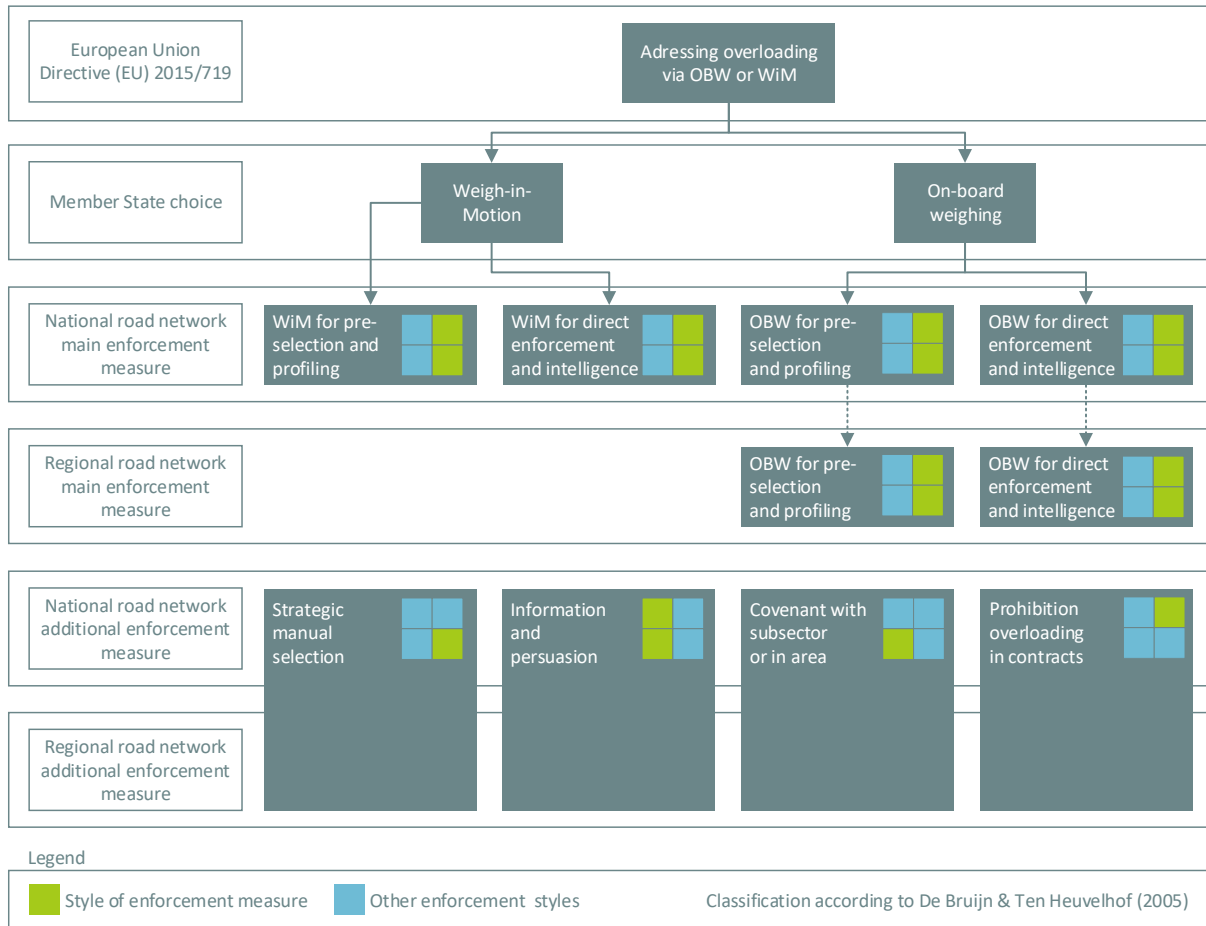 European Union
Directive (EU) 2015/719
Adressing overloading
via OBW or WiM
Member State choice
Weigh-in-
Motion
On-board
weighing
National road network
main enforcement
measure
WiM for pre-
selection and
profiling
WiM for direct
enforcement
and intelligence
OBW for pre-
selection
and profiling
OBW for direct
enforcement
and intelligence
Regional road network
main enforcement
measure
OBW for pre-
selection
and profiling
OBW for direct
enforcement
and intelligence
National road network
additional enforcement
measure
Strategic
manual
selection
Information
and
persuasion
Covenant with
subsector
or in area
Prohibition
overloading
in contracts
Regional road network
additional enforcement
measure
Legend
Style of enforcement measure
Other enforcement styles
Classification according to De Bruijn & Ten Heuvelhof (2005)